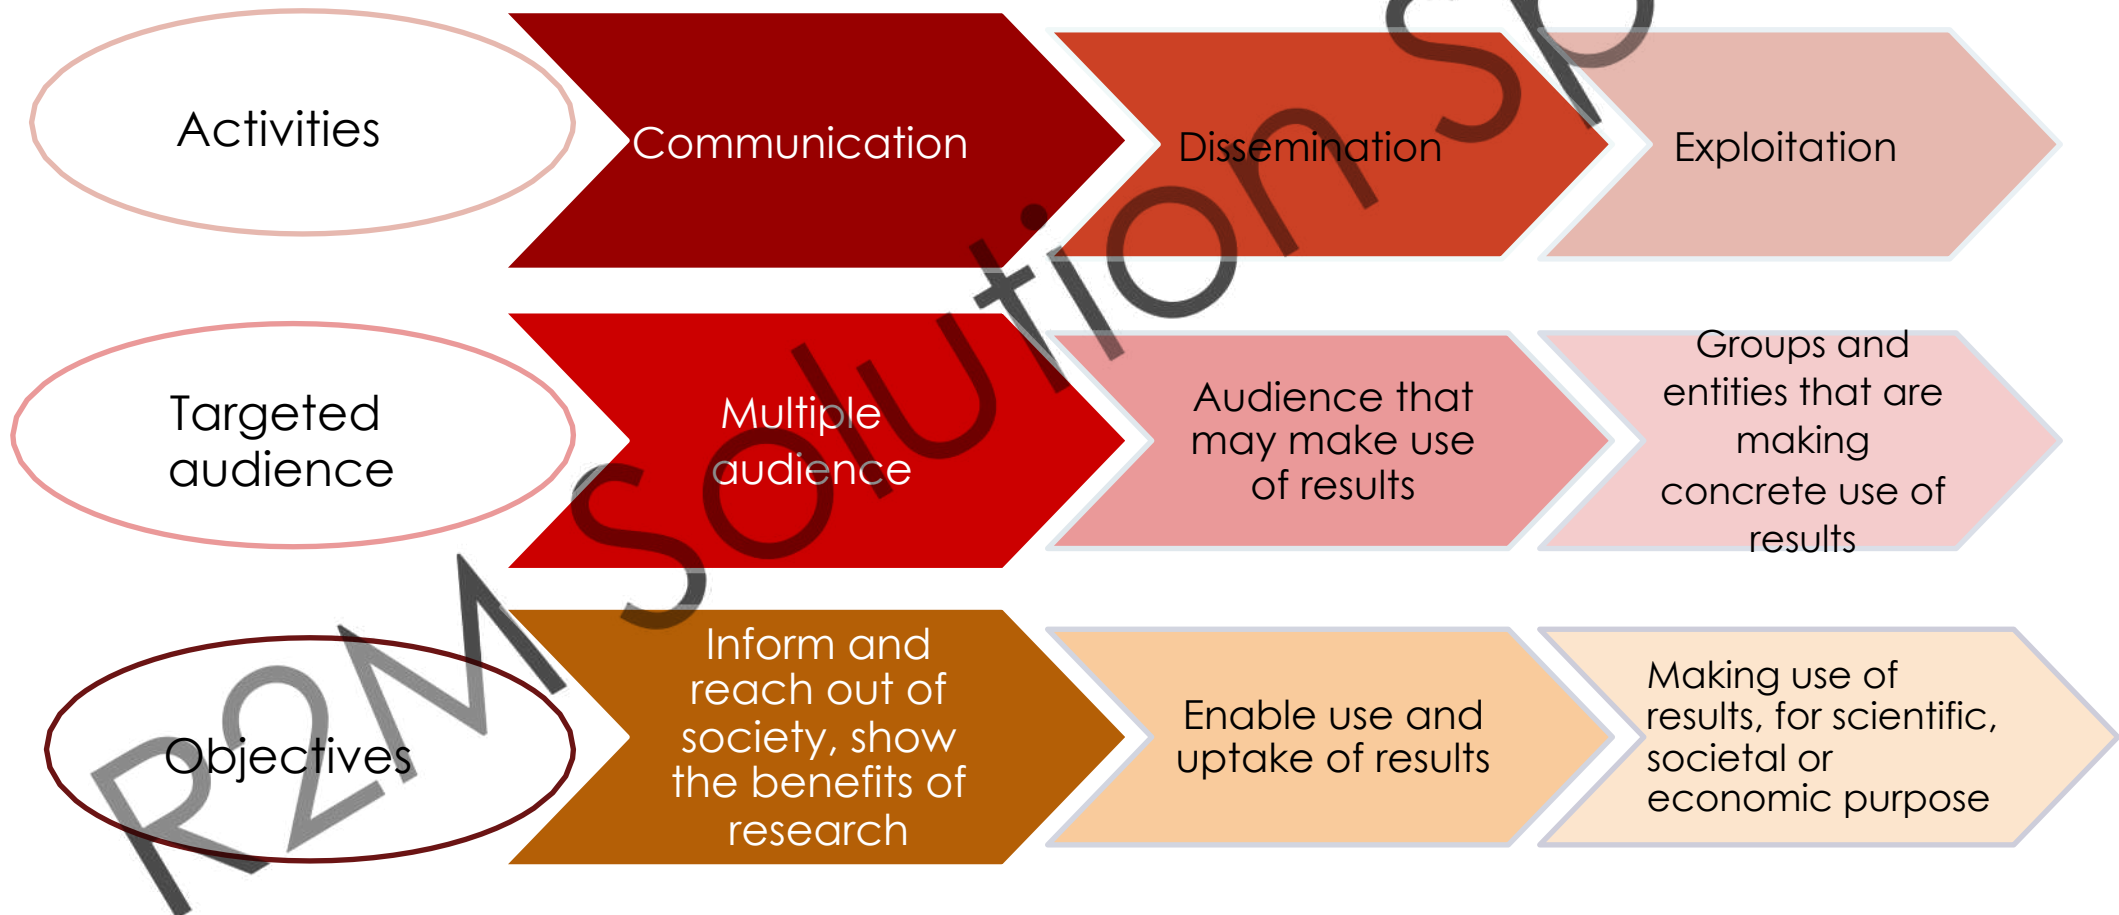 Activities
Communication
Dissemination
Exploitation
Targeted
audience
Multiple
audience
Audience that
may make use
of results
Groups and
entities that are
making
concrete use of
results
Objectives
Inform and
reach out of
society, show
the benefits of
research
Enable use and
uptake of results
Making use of
results, for scientific,
societal or
economic purpose
R2M Solution Sp